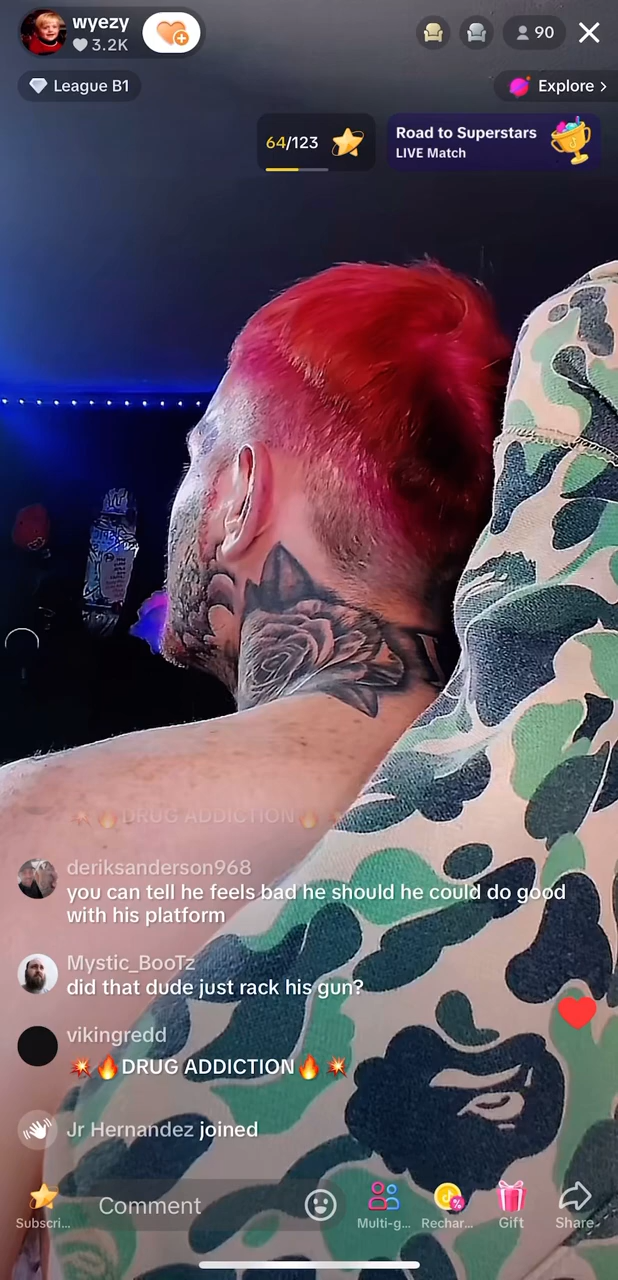 wyezy
3.2K
90
League B1
Explore
64/123
Road to Superstars
LIVE Match
DRUG ADDICTION
deriksanderson968
you can tell he feels bad he should he could do good
with his platform
Mystic_BooTz
did that dude just rack his gun?
vikingredd
💥🔥DRUG ADDICTION🔥💥
Jr Hernandez joined
Comment
Subscri...
Multi-g...
Rechar...
Gift
Share